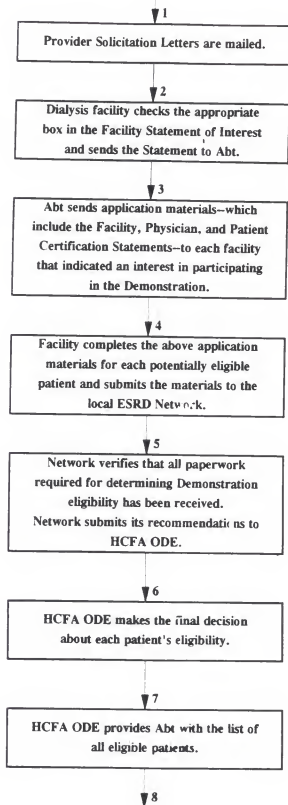 1
Provider Solicitation Letters are mailed.
2
Dialysis facility checks the appropriate
box in the Facility Statement of Interest
and sends the Statement to Abt.
3
Abt sends application materials--which
include the Facility, Physician, and Patient
Certification Statements--to each facility
that indicated an interest in participating
in the Demonstration.
4
Facility completes the above application
materials for each potentially eligible
patient and submits the materials to the
local ESRD Network.
5
Network verifies that all paperwork
required for determining Demonstration
eligibility has been received.
Network submits its recommendations to
HCFA ODE.
6
HCFA ODE makes the final decision
about each patient's eligibility.
7
HCFA ODE provides Abt with the list of
all eligible patients.
8